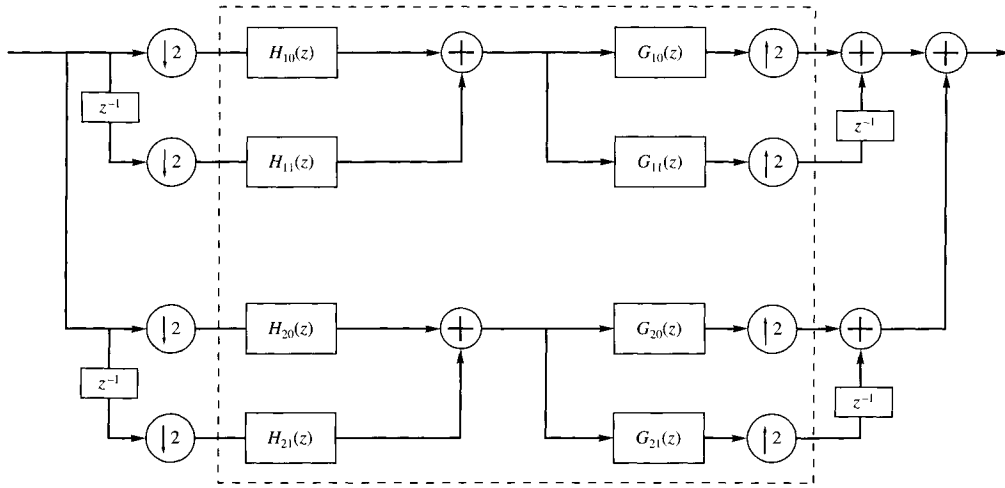 ↓2 H₁₀(z) + G₁₀(z) ↑2 + +
z⁻¹ z⁻¹
↓2 H₁₁(z) G₁₁(z) ↑2
↓2 H₂₀(z) + G₂₀(z) ↑2 +
z⁻¹ z⁻¹
↓2 H₂₁(z) G₂₁(z) ↑2